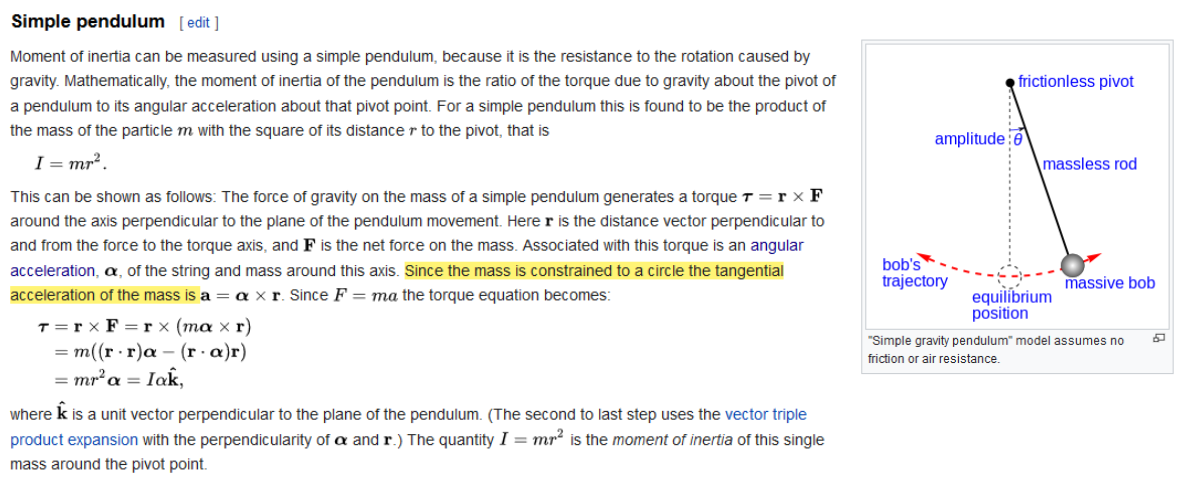 Simple pendulum [ edit ]
Moment of inertia can be measured using a simple pendulum, because it is the resistance to the rotation caused by
gravity. Mathematically, the moment of inertia of the pendulum is the ratio of the torque due to gravity about the pivot of
a pendulum to its angular acceleration about that pivot point. For a simple pendulum this is found to be the product of
the mass of the particle m with the square of its distance r to the pivot, that is
I = mr².
This can be shown as follows: The force of gravity on the mass of a simple pendulum generates a torque τ = r × F
around the axis perpendicular to the plane of the pendulum movement. Here r is the distance vector perpendicular to
and from the force to the torque axis, and F is the net force on the mass. Associated with this torque is an angular
acceleration, α, of the string and mass around this axis. Since the mass is constrained to a circle the tangential
acceleration of the mass is a = α × r. Since F = ma the torque equation becomes:
τ = r × F = r × (mα × r)
= m((r · r)α − (r · α)r)
= mr²α = Iαk̂,
where k̂ is a unit vector perpendicular to the plane of the pendulum. (The second to last step uses the vector triple
product expansion with the perpendicularity of α and r.) The quantity I = mr² is the moment of inertia of this single
mass around the pivot point.
frictionless pivot
amplitude θ
massless rod
bob's
trajectory
massive bob
equilibrium
position
"Simple gravity pendulum" model assumes no
friction or air resistance.